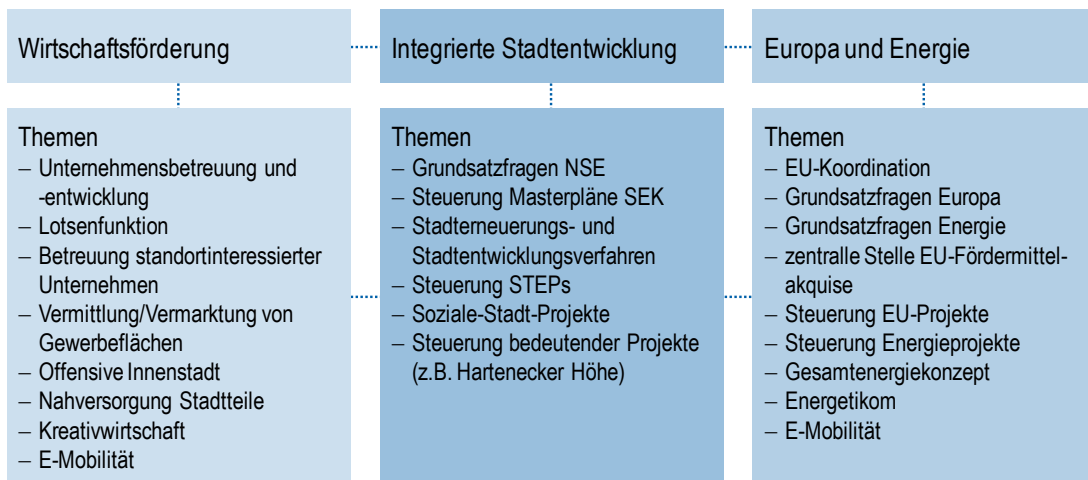 Wirtschaftsförderung
Integrierte Stadtentwicklung
Europa und Energie
Themen
– Unternehmensbetreuung und
-entwicklung
– Lotsenfunktion
– Betreuung standortinteressierter
Unternehmen
– Vermittlung/Vermarktung von
Gewerbeflächen
– Offensive Innenstadt
– Nahversorgung Stadtteile
– Kreativwirtschaft
– E-Mobilität
Themen
– Grundsatzfragen NSE
– Steuerung Masterpläne SEK
– Stadterneuerungs- und
Stadtentwicklungsverfahren
– Steuerung STEPs
– Soziale-Stadt-Projekte
– Steuerung bedeutender Projekte
(z.B. Hartenecker Höhe)
Themen
– EU-Koordination
– Grundsatzfragen Europa
– Grundsatzfragen Energie
– zentrale Stelle EU-Fördermittel-
akquise
– Steuerung EU-Projekte
– Steuerung Energieprojekte
– Gesamtenergiekonzept
– Energetikom
– E-Mobilität